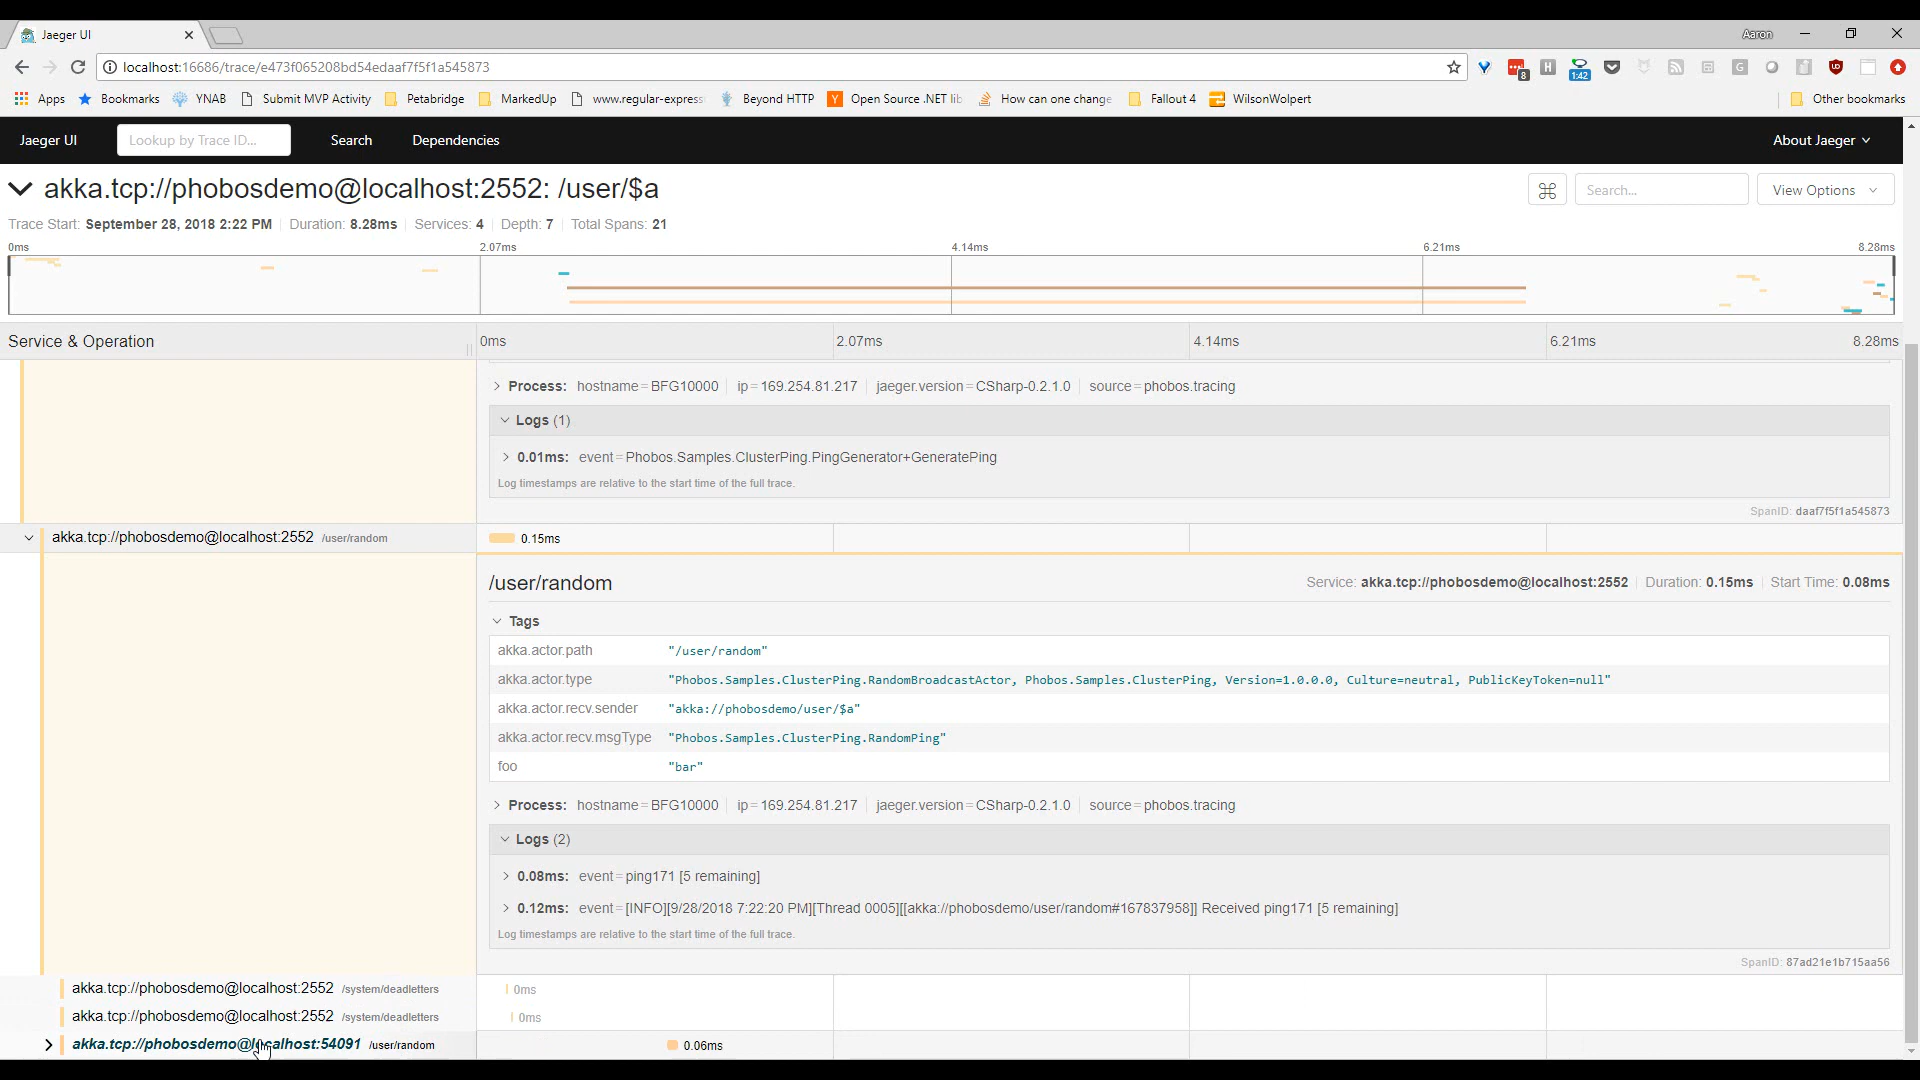 Jaeger UI
Aaron
localhost:16686/trace/e473f065208bd54edaaf7f5f1a545873
8
H
1:42
G
Apps Bookmarks YNAB Submit MVP Activity Petabridge MarkedUp www.regular-express Beyond HTTP Open Source .NET lib How can one change Fallout 4 WilsonWolpert Other bookmarks
Jaeger UI Lookup by Trace ID... Search Dependencies About Jaeger
akka.tcp://phobosdemo@localhost:2552: /user/$a
Search... View Options
Trace Start: September 28, 2018 2:22 PM Duration: 8.28ms Services: 4 Depth: 7 Total Spans: 21
0ms 2.07ms 4.14ms 6.21ms 8.28ms
Service & Operation 0ms 2.07ms 4.14ms 6.21ms 8.28ms
Process: hostname=BFG10000 ip=169.254.81.217 jaeger.version=CSharp-0.2.1.0 source=phobos.tracing
Logs (1)
0.01ms: event=Phobos.Samples.ClusterPing.PingGenerator+GeneratePing
Log timestamps are relative to the start time of the full trace.
SpanID: daaf7f5f1a545873
akka.tcp://phobosdemo@localhost:2552 /user/random 0.15ms
/user/random Service: akka.tcp://phobosdemo@localhost:2552 Duration: 0.15ms Start Time: 0.08ms
Tags
akka.actor.path "/user/random"
akka.actor.type "Phobos.Samples.ClusterPing.RandomBroadcastActor, Phobos.Samples.ClusterPing, Version=1.0.0.0, Culture=neutral, PublicKeyToken=null"
akka.actor.recv.sender "akka://phobosdemo/user/$a"
akka.actor.recv.msgType "Phobos.Samples.ClusterPing.RandomPing"
foo "bar"
Process: hostname=BFG10000 ip=169.254.81.217 jaeger.version=CSharp-0.2.1.0 source=phobos.tracing
Logs (2)
0.08ms: event=ping171 [5 remaining]
0.12ms: event=[INFO][9/28/2018 7:22:20 PM][Thread 0005][[akka://phobosdemo/user/random#167837958]] Received ping171 [5 remaining]
Log timestamps are relative to the start time of the full trace.
SpanID: 87ad21e1b715aa56
akka.tcp://phobosdemo@localhost:2552 /system/deadletters 0ms
akka.tcp://phobosdemo@localhost:2552 /system/deadletters 0ms
akka.tcp://phobosdemo@localhost:54091 /user/random 0.06ms